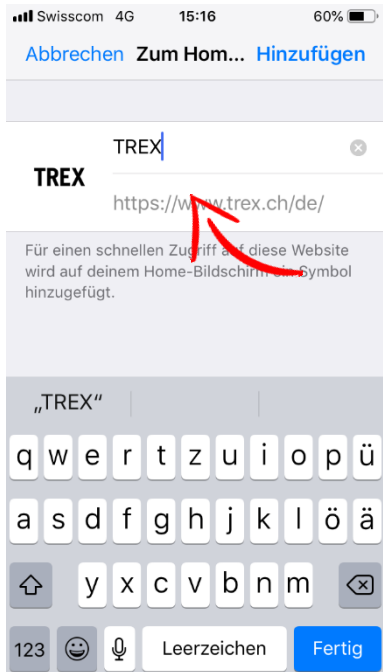 Swisscom 4G 15:16 60%
Abbrechen Zum Hom... Hinzufügen
TREX
TREX
https://www.trex.ch/de/
Für einen schnellen Zugriff auf diese Website
wird auf deinem Home-Bildschirm ein Symbol
hinzugefügt.
„TREX“
q w e r t z u i o p ü
a s d f g h j k l ö ä
y x c v b n m
123 Leerzeichen Fertig